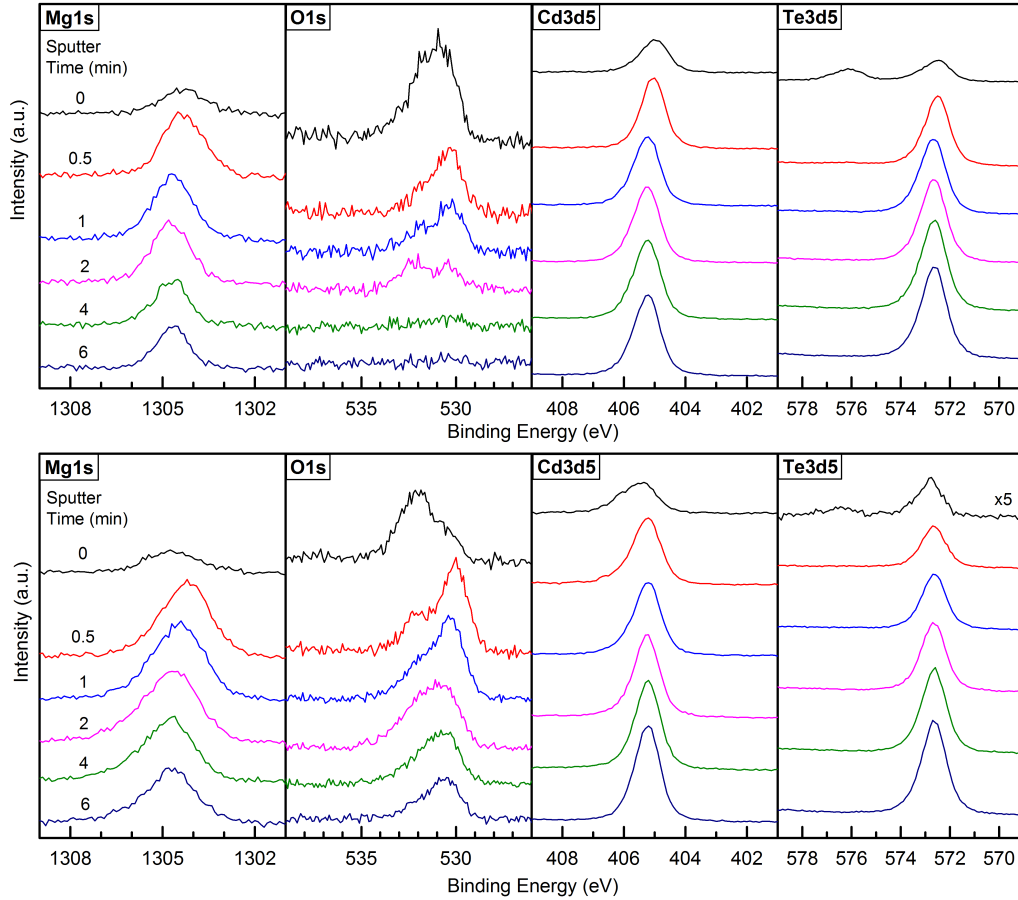 Mg1s O1s Cd3d5 Te3d5
Sputter
Time (min)
0
0.5
1
2
4
6
Intensity (a.u.)
1308 1305 1302 535 530 408 406 404 402 578 576 574 572 570
Binding Energy (eV)
Mg1s O1s Cd3d5 Te3d5
Sputter
Time (min)
x5
0
0.5
1
2
4
6
Intensity (a.u.)
1308 1305 1302 535 530 408 406 404 402 578 576 574 572 570
Binding Energy (eV)